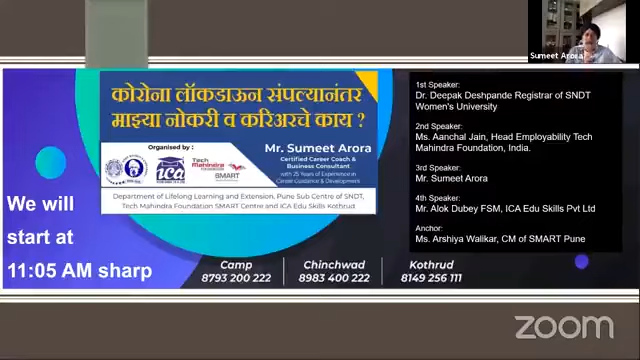 Sumeet Arora
कोरोना लॉकडाऊन संपल्यानंतर
माझ्या नोकरी व करिअरचे काय ?
Organised by :
ica
Tech
Mahindra
FOUNDATION
SMART
Mr. Sumeet Arora
Certified Career Coach &
Business Consultant
with 25 Years of Experience in
Career Guidance & Development
Department of Lifelong Learning and Extension, Pune Sub Centre of SNDT,
Tech Mahindra Foundation SMART Centre and ICA Edu Skills Kothrud
We will
start at
11:05 AM sharp
Camp
8793 200 222
Chinchwad
8983 400 222
Kothrud
8149 256 111
1st Speaker:
Dr. Deepak Deshpande Registrar of SNDT
Women's University
2nd Speaker:
Ms. Aanchal Jain, Head Employability Tech
Mahindra Foundation, India.
3rd Speaker:
Mr. Sumeet Arora
4th Speaker:
Mr. Alok Dubey FSM, ICA Edu Skills Pvt Ltd
Anchor:
Ms. Arshiya Walikar, CM of SMART Pune
zoom